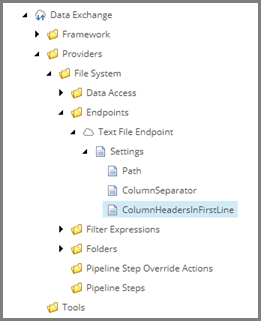 Data Exchange
Framework
Providers
File System
Data Access
Endpoints
Text File Endpoint
Settings
Path
ColumnSeparator
ColumnHeadersInFirstLine
Filter Expressions
Folders
Pipeline Step Override Actions
Pipeline Steps
Tools